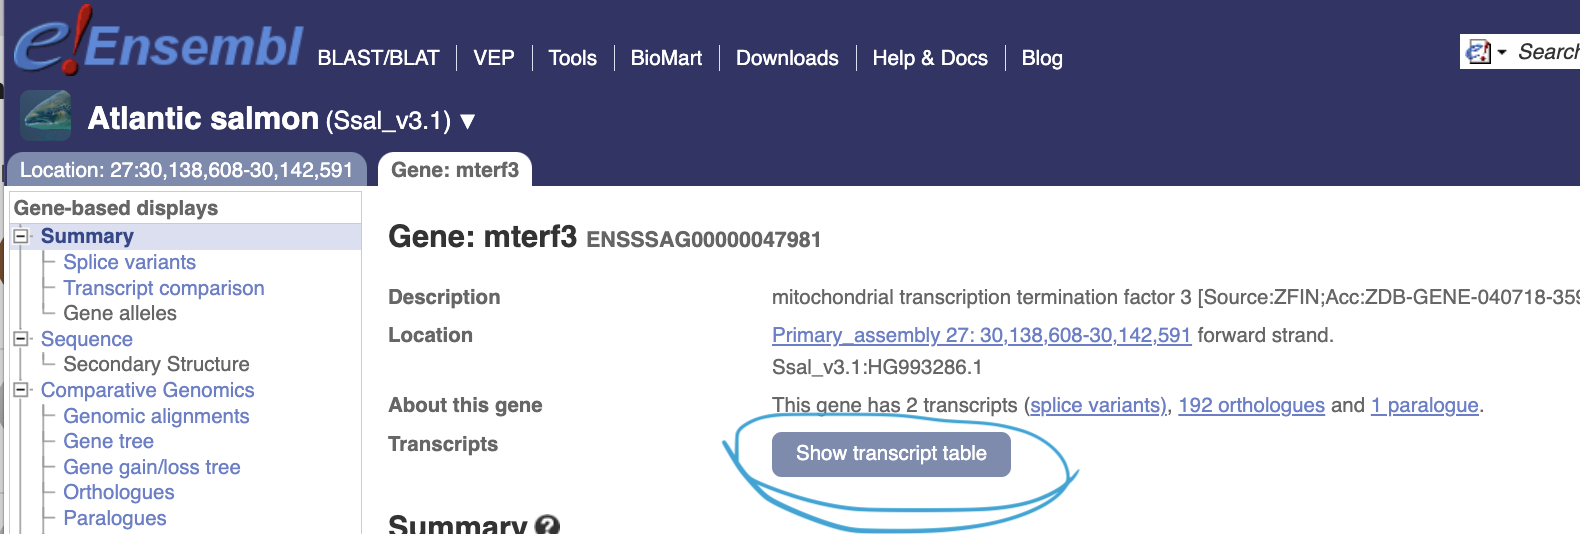 e!Ensembl BLAST/BLAT VEP Tools BioMart Downloads Help & Docs Blog Search
Atlantic salmon (Ssal_v3.1) ▼
Location: 27:30,138,608-30,142,591 Gene: mterf3
Gene-based displays
Summary
Splice variants
Transcript comparison
Gene alleles
Sequence
Secondary Structure
Comparative Genomics
Genomic alignments
Gene tree
Gene gain/loss tree
Orthologues
Paralogues
Gene: mterf3 ENSSSAG00000047981
Description mitochondrial transcription termination factor 3 [Source:ZFIN;Acc:ZDB-GENE-040718-359
Location Primary_assembly 27: 30,138,608-30,142,591 forward strand.
Ssal_v3.1:HG993286.1
About this gene This gene has 2 transcripts (splice variants), 192 orthologues and 1 paralogue.
Transcripts Show transcript table
Summary ?